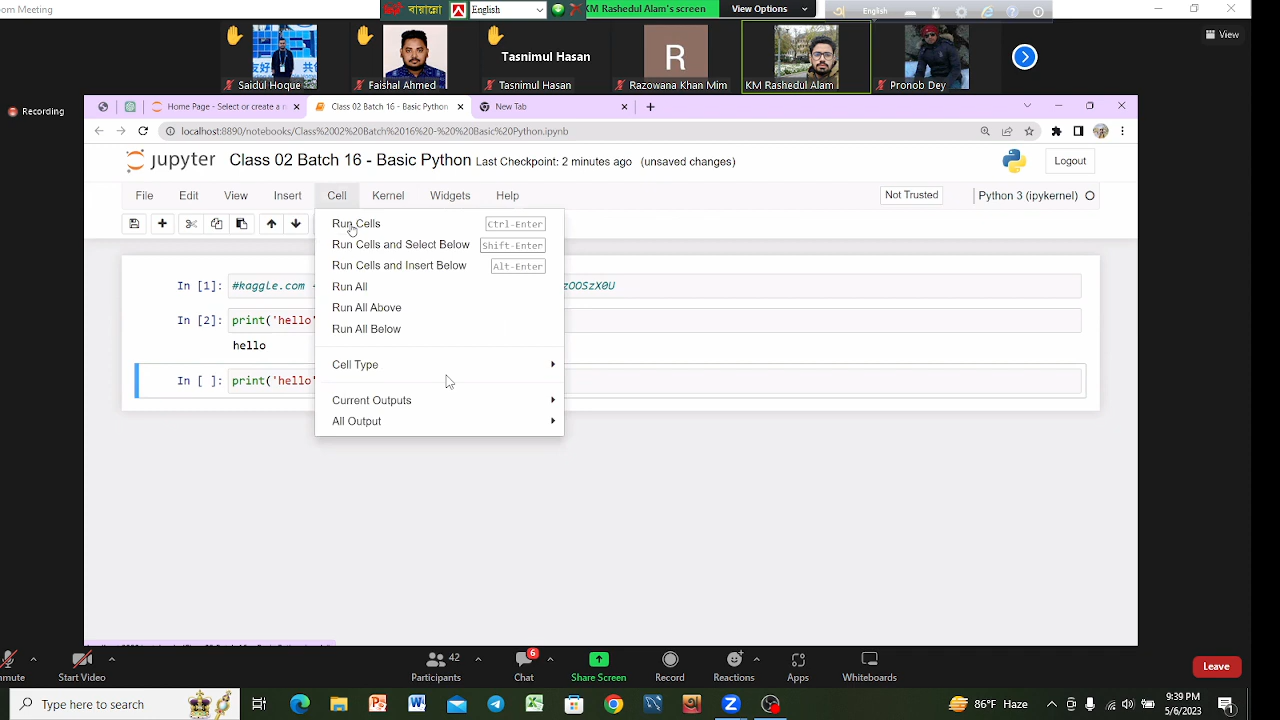 oom Meeting
বায়ান্নো
English
KM Rashedul Alam's screen
View Options
English
View
Saidul Hoque
Faishal Ahmed
Tasnimul Hasan
Tasnimul Hasan
R
Razowana Khan Min
KM Rashedul Alam
Pronob Dey
Recording
Home Page - Select or create a n
Class 02 Batch 16 - Basic Python
New Tab
localhost:8890/notebooks/Class%2002%20Batch%2016%20-%20%20Basic%20Python.ipynb
jupyter Class 02 Batch 16 - Basic Python Last Checkpoint: 2 minutes ago (unsaved changes)
Logout
File Edit View Insert Cell Kernel Widgets Help
Not Trusted
Python 3 (ipykernel)
Run Cells Ctrl-Enter
Run Cells and Select Below Shift-Enter
Run Cells and Insert Below Alt-Enter
Run All
Run All Above
Run All Below
Cell Type
Current Outputs
All Output
In [1]: #kaggle.com
zOOSzX0U
In [2]: print('hello'
hello
In [ ]: print('hello'
mute
Start Video
Participants 42
Chat 6
Share Screen
Record
Reactions
Apps
Whiteboards
Leave
Type here to search
86°F Haze
9:39 PM
5/6/2023
1